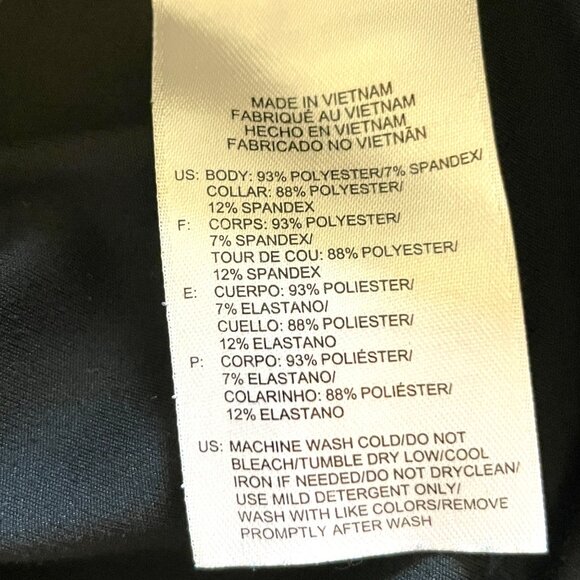 MADE IN VIETNAM
FABRIQUÉ AU VIETNAM
HECHO EN VIETNAM
FABRICADO NO VIETNÃN
US: BODY: 93% POLYESTER/7% SPANDEX/
COLLAR: 88% POLYESTER/
12% SPANDEX
F: CORPS: 93% POLYESTER/
7% SPANDEX/
TOUR DE COU: 88% POLYESTER/
12% SPANDEX
E: CUERPO: 93% POLIESTER/
7% ELASTANO/
CUELLO: 88% POLIESTER/
12% ELASTANO
P: CORPO: 93% POLIÉSTER/
7% ELASTANO/
COLARINHO: 88% POLIÉSTER/
12% ELASTANO
US: MACHINE WASH COLD/DO NOT
BLEACH/TUMBLE DRY LOW/COOL
IRON IF NEEDED/DO NOT DRYCLEAN/
USE MILD DETERGENT ONLY/
WASH WITH LIKE COLORS/REMOVE
PROMPTLY AFTER WASH